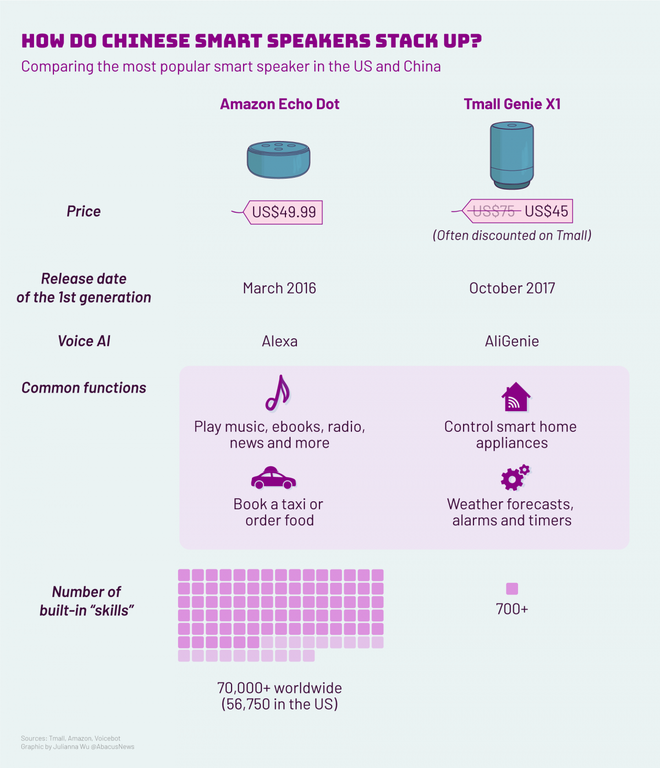 HOW DO CHINESE SMART SPEAKERS STACK UP?
Comparing the most popular smart speaker in the US and China
Amazon Echo Dot
Tmall Genie X1
Price
US$49.99
US$75 US$45
(Often discounted on Tmall)
Release date
of the 1st generation
March 2016
October 2017
Voice AI
Alexa
AliGenie
Common functions
Play music, ebooks, radio,
news and more
Control smart home
appliances
Book a taxi or
order food
Weather forecasts,
alarms and timers
Number of
built-in “skills”
70,000+ worldwide
(56,750 in the US)
700+
Sources: Tmall, Amazon, Voicebot
Graphic by Julianna Wu @AbacusNews